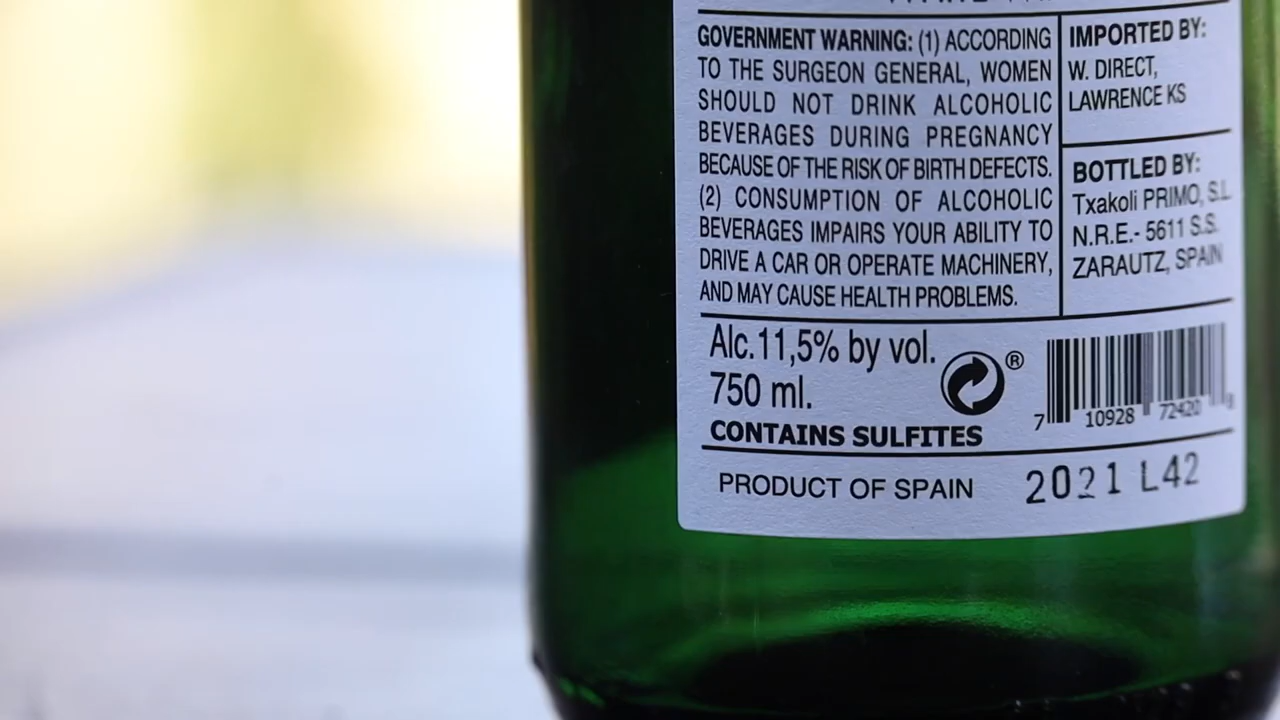 GOVERNMENT WARNING: (1) ACCORDING
TO THE SURGEON GENERAL, WOMEN
SHOULD NOT DRINK ALCOHOLIC
BEVERAGES DURING PREGNANCY
BECAUSE OF THE RISK OF BIRTH DEFECTS.
(2) CONSUMPTION OF ALCOHOLIC
BEVERAGES IMPAIRS YOUR ABILITY TO
DRIVE A CAR OR OPERATE MACHINERY,
AND MAY CAUSE HEALTH PROBLEMS.
IMPORTED BY:
W. DIRECT,
LAWRENCE KS
BOTTLED BY:
Txakoli PRIMO, S.L.
N.R.E.- 5611 S.S.
ZARAUTZ, SPAIN
Alc.11,5% by vol.
750 ml.
CONTAINS SULFITES
®
7 10928 72420
PRODUCT OF SPAIN
2021 L42